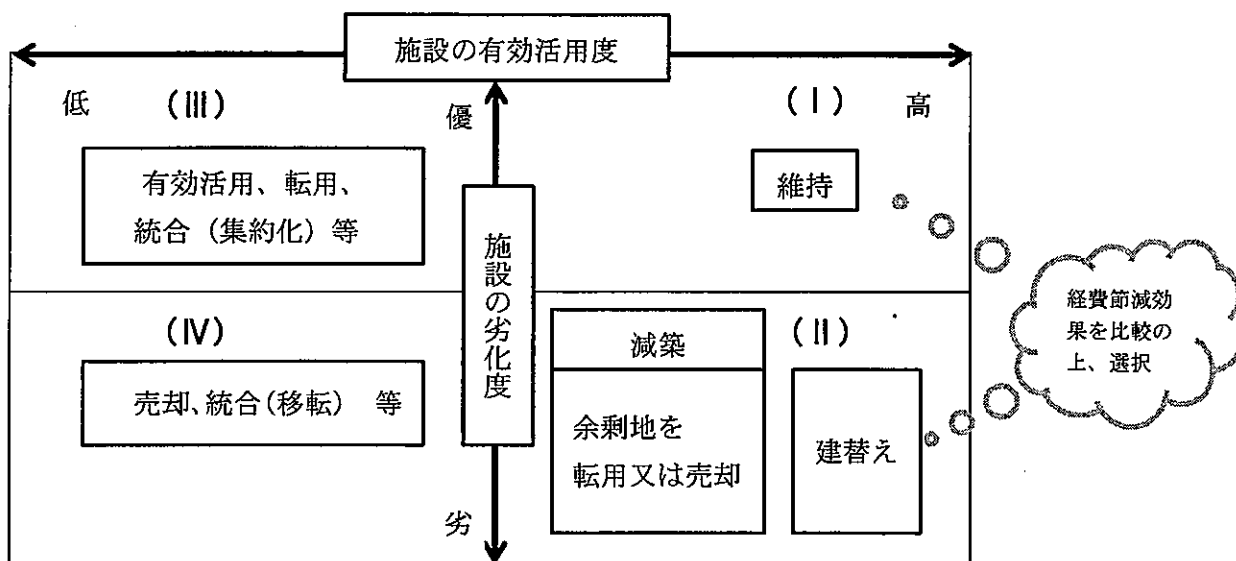 施設の有効活用度
低
(Ⅲ)
優
(Ⅰ)
高
有効活用、転用、
統合（集約化）等
維持
施設の劣化度
経費節減効
果を比較の
上、選択
(Ⅳ)
売却、統合(移転)　等
減築
(Ⅱ)
余剰地を
転用又は売却
建替え
劣